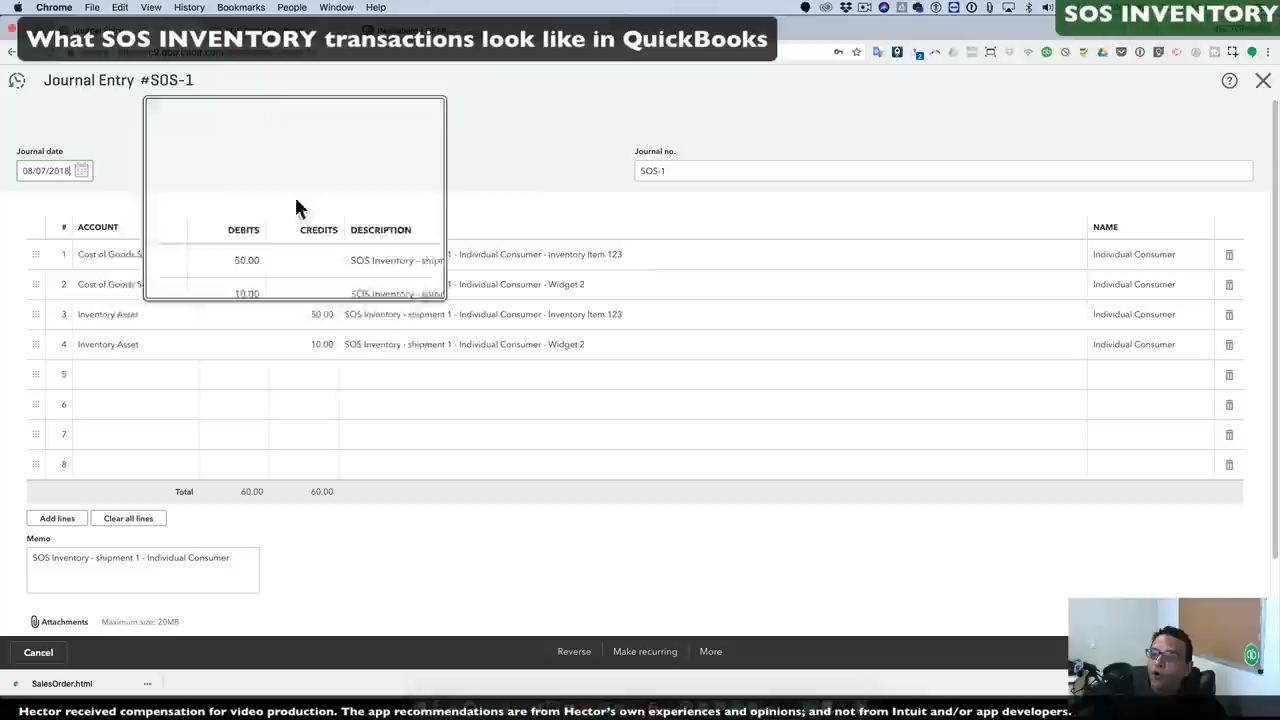 Chrome File Edit View History Bookmarks People Window Help
SOS INVENTORY
What SOS INVENTORY transactions look like in QuickBooks
Journal Entry #SOS-1
Journal date
Journal no.
08/07/2018
SOS-1
# ACCOUNT DEBITS CREDITS DESCRIPTION NAME
1 Cost of Goods S 50.00 SOS Inventory - shipm 1 - Individual Consumer - Inventory Item 123 Individual Consumer
2 Cost of Goods S 10.00 SOS Inventory - 1 - Individual Consumer - Widget 2 Individual Consumer
3 Inventory Asset 50.00 SOS Inventory - shipment 1 - Individual Consumer - Inventory Item 123 Individual Consumer
4 Inventory Asset 10.00 SOS Inventory - shipment 1 - Individual Consumer - Widget 2 Individual Consumer
5
6
7
8
Total 60.00 60.00
Add lines Clear all lines
Memo
SOS Inventory - shipment 1 - Individual Consumer
Attachments Maximum size: 20MB
Cancel Reverse Make recurring More
SalesOrder.html
Hector received compensation for video production. The app recommendations are from Hector's own experiences and opinions; and not from Intuit and/or app developers.